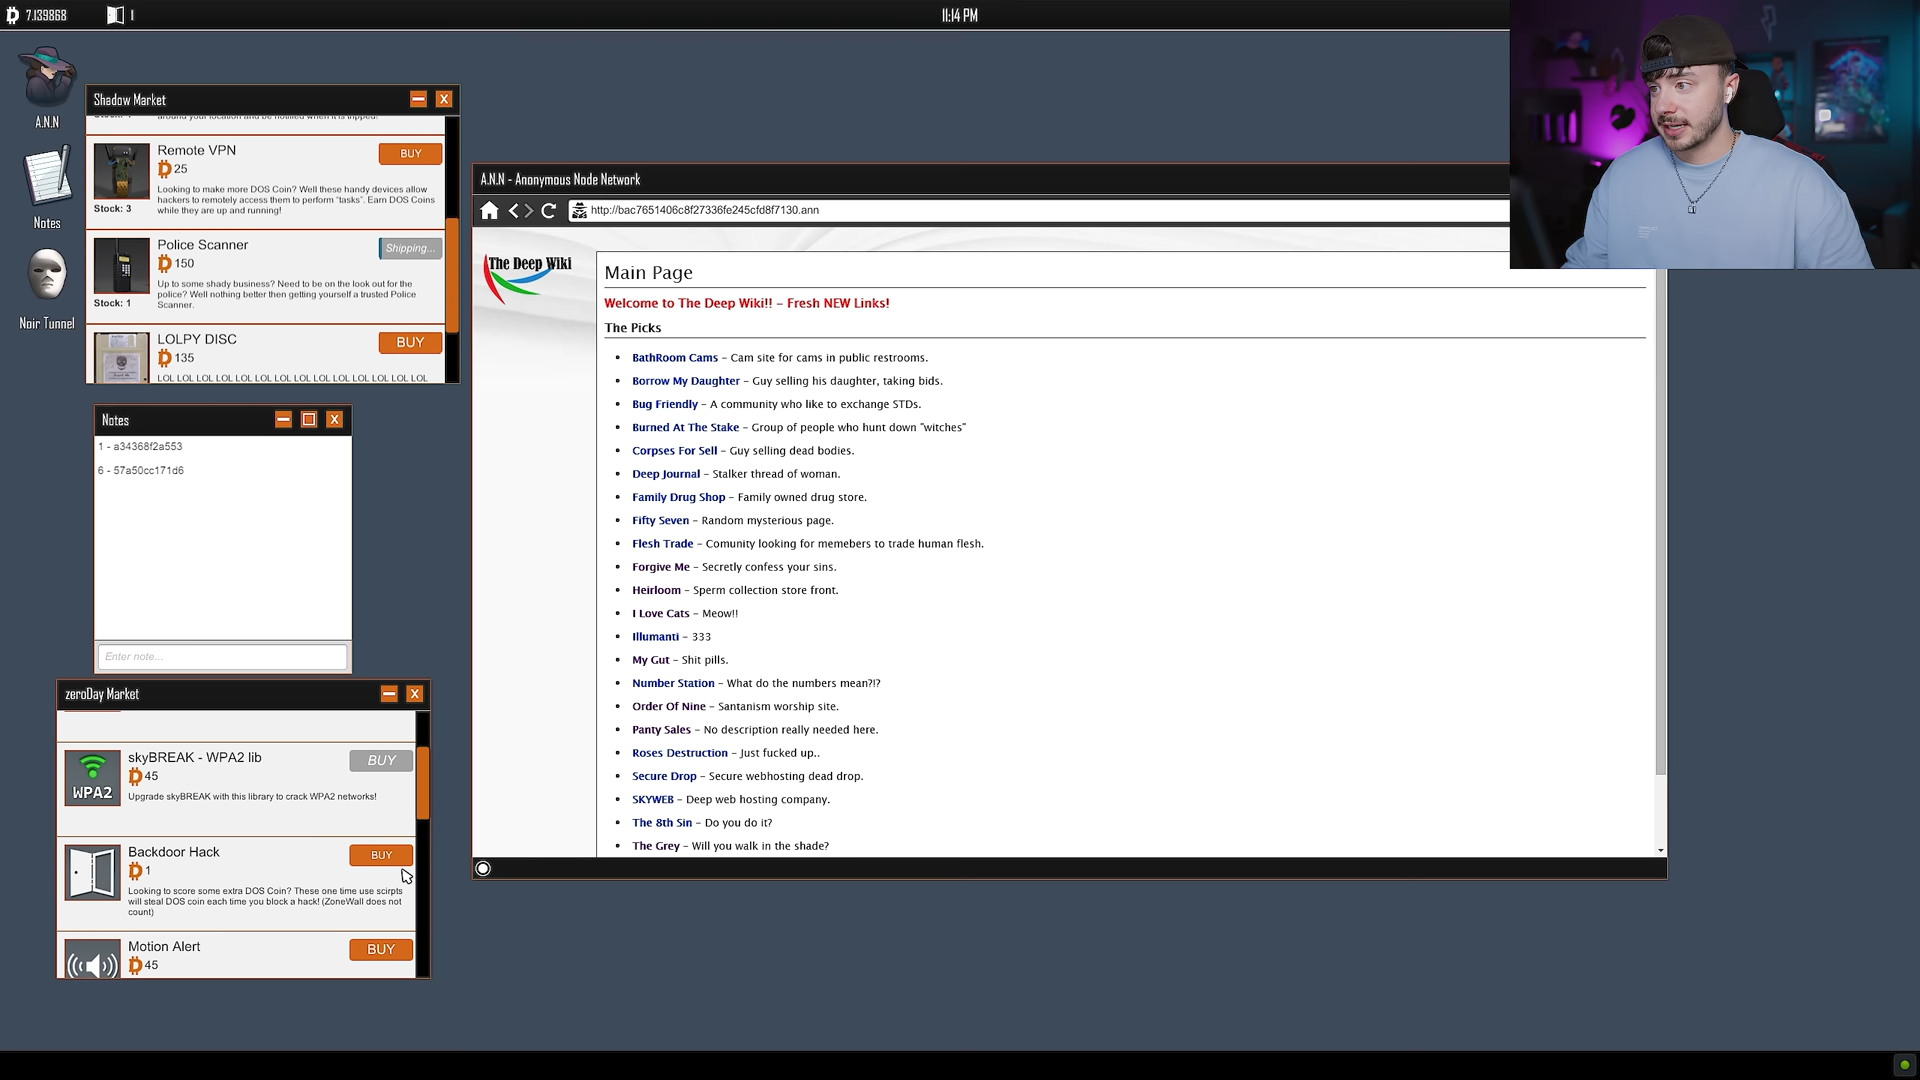 7.139868
1
11:14 PM
A.N.N
Notes
Noir Tunnel
Shadow Market
around your location and be notified when it is tripped!
Remote VPN
25
BUY
Looking to make more DOS Coin? Well these handy devices allow
hackers to remotely access them to perform "tasks". Earn DOS Coins
while they are up and running!
Stock: 3
Police Scanner
150
Shipping...
Up to some shady business? Need to be on the look out for the
police? Well nothing better then getting yourself a trusted Police
Scanner.
Stock: 1
LOLPY DISC
135
BUY
LOL LOL LOL LOL LOL LOL LOL LOL LOL LOL LOL LOL LOL
Notes
1 - a34368f2a553
6 - 57a50cc171d6
Enter note...
zeroDay Market
skyBREAK - WPA2 lib
45
BUY
WPA2
Upgrade skyBREAK with this library to crack WPA2 networks!
Backdoor Hack
1
BUY
Looking to score some extra DOS Coin? These one time use scirpts
will steal DOS coin each time you block a hack! (ZoneWall does not
count)
Motion Alert
45
BUY
A.N.N - Anonymous Node Network
http://bac7651406c8f27336fe245cfd8f7130.ann
The Deep Wiki
Main Page
Welcome to The Deep Wiki!! – Fresh NEW Links!
The Picks
BathRoom Cams – Cam site for cams in public restrooms.
Borrow My Daughter – Guy selling his daughter, taking bids.
Bug Friendly – A community who like to exchange STDs.
Burned At The Stake – Group of people who hunt down "witches"
Corpses For Sell – Guy selling dead bodies.
Deep Journal – Stalker thread of woman.
Family Drug Shop – Family owned drug store.
Fifty Seven – Random mysterious page.
Flesh Trade – Comunity looking for memebers to trade human flesh.
Forgive Me – Secretly confess your sins.
Heirloom – Sperm collection store front.
I Love Cats – Meow!!
Illumanti – 333
My Gut – Shit pills.
Number Station – What do the numbers mean?!?
Order Of Nine – Santanism worship site.
Panty Sales – No description really needed here.
Roses Destruction – Just fucked up..
Secure Drop – Secure webhosting dead drop.
SKYWEB – Deep web hosting company.
The 8th Sin – Do you do it?
The Grey – Will you walk in the shade?